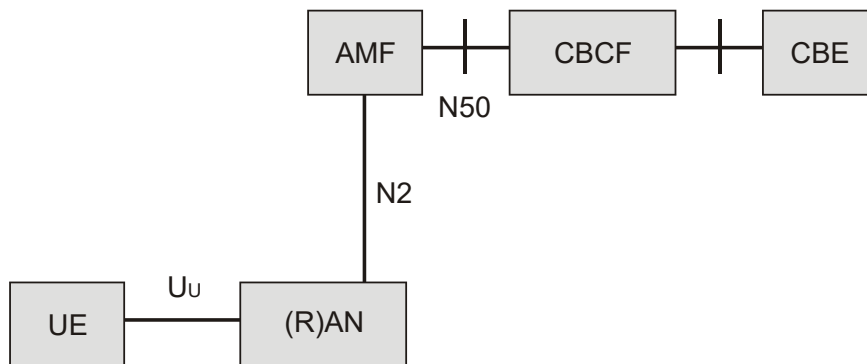 AMF
CBCF
CBE
N50
N2
UU
UE
(R)AN